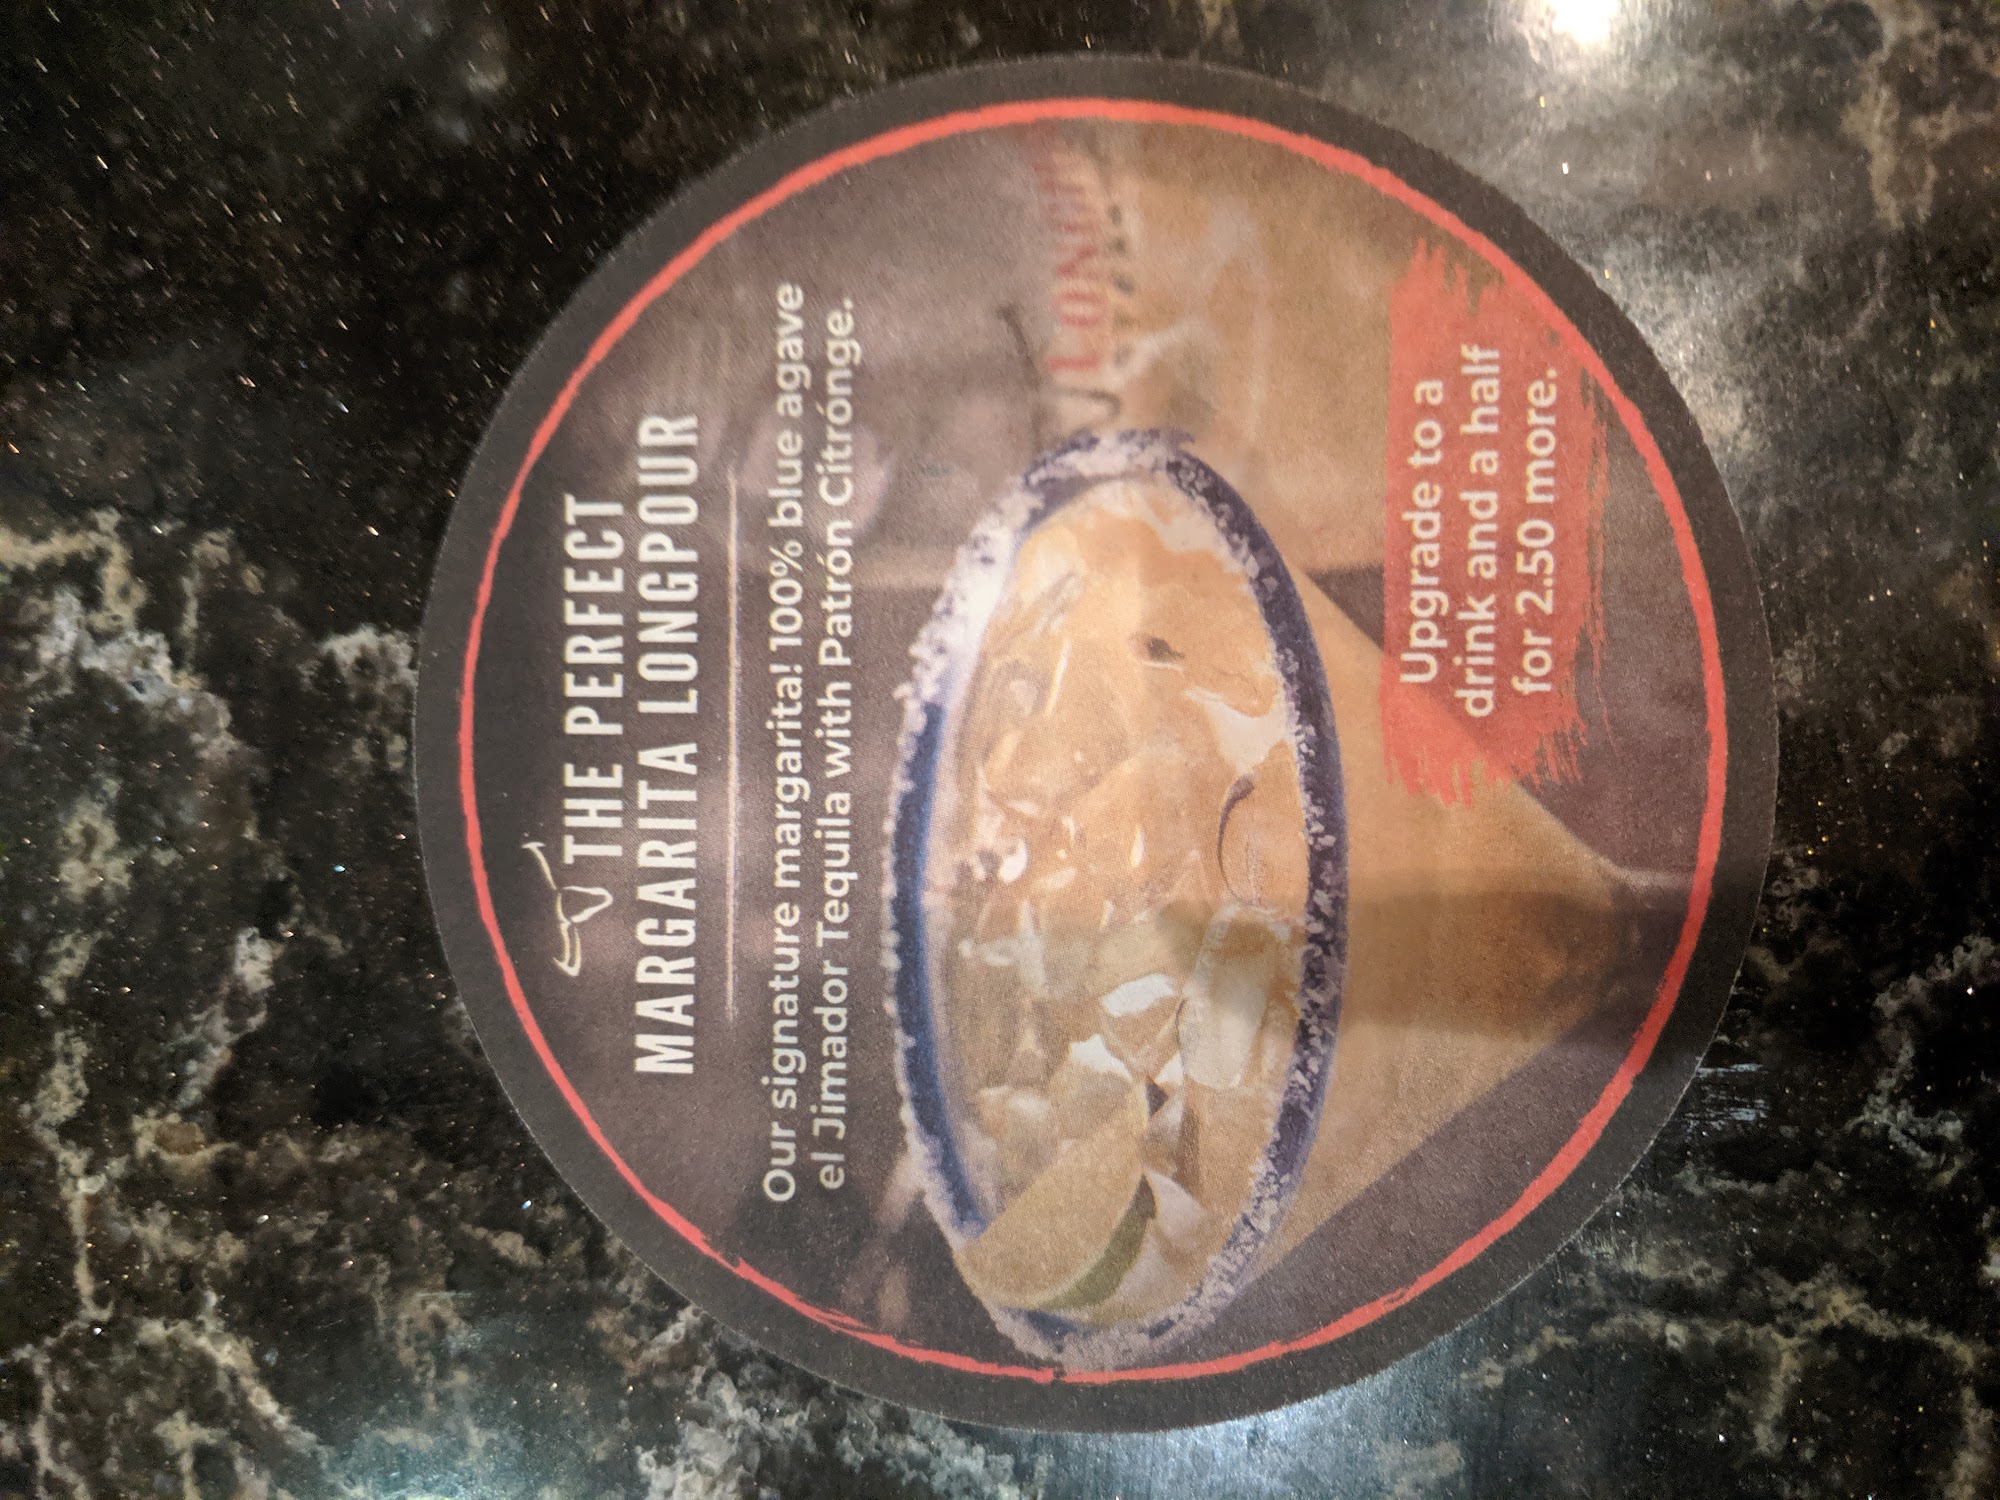 THE PERFECT
MARGARITA LONGPOUR
Our signature margarita! 100% blue agave
el Jimador Tequila with Patrón Citrónge.
Upgrade to a
drink and a half
for 2.50 more.